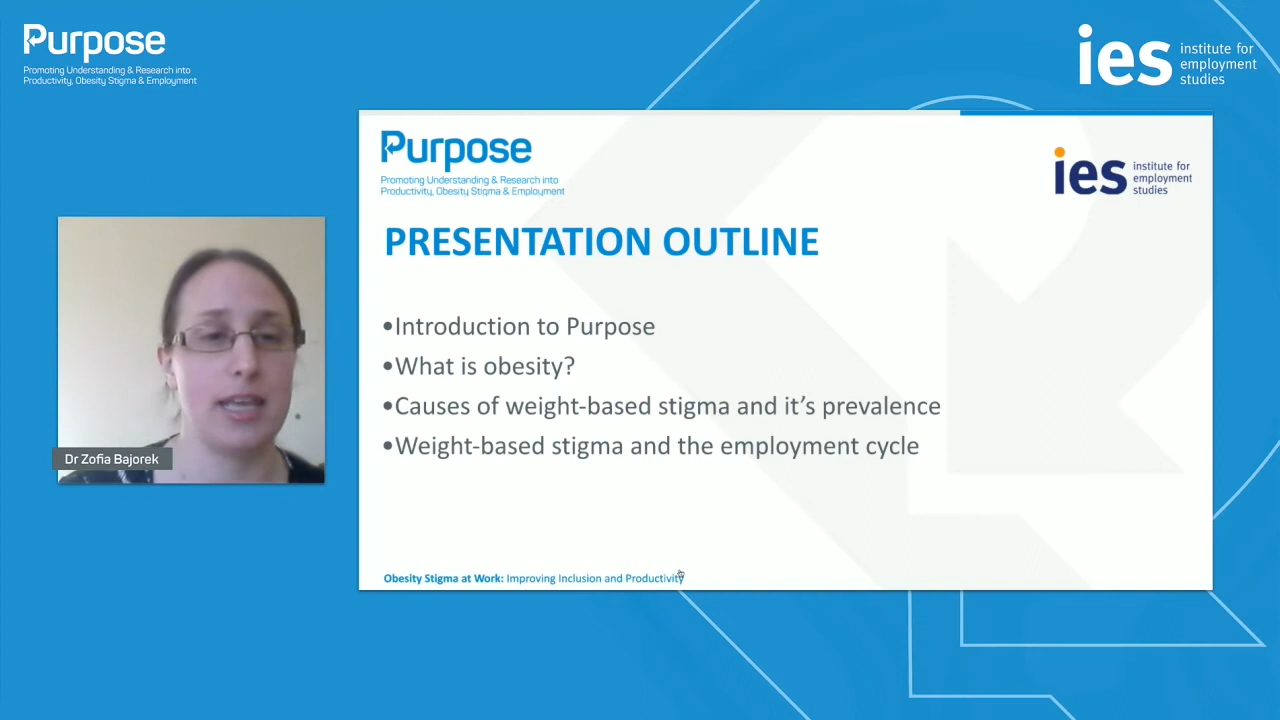 Purpose
Promoting Understanding & Research into
Productivity, Obesity Stigma & Employment
ies institute for
employment
studies
Purpose
Promoting Understanding & Research into
Productivity, Obesity Stigma & Employment
ies institute for
employment
studies
PRESENTATION OUTLINE
•Introduction to Purpose
•What is obesity?
•Causes of weight-based stigma and it’s prevalence
•Weight-based stigma and the employment cycle
Dr Zofia Bajorek
Obesity Stigma at Work: Improving Inclusion and Productivity